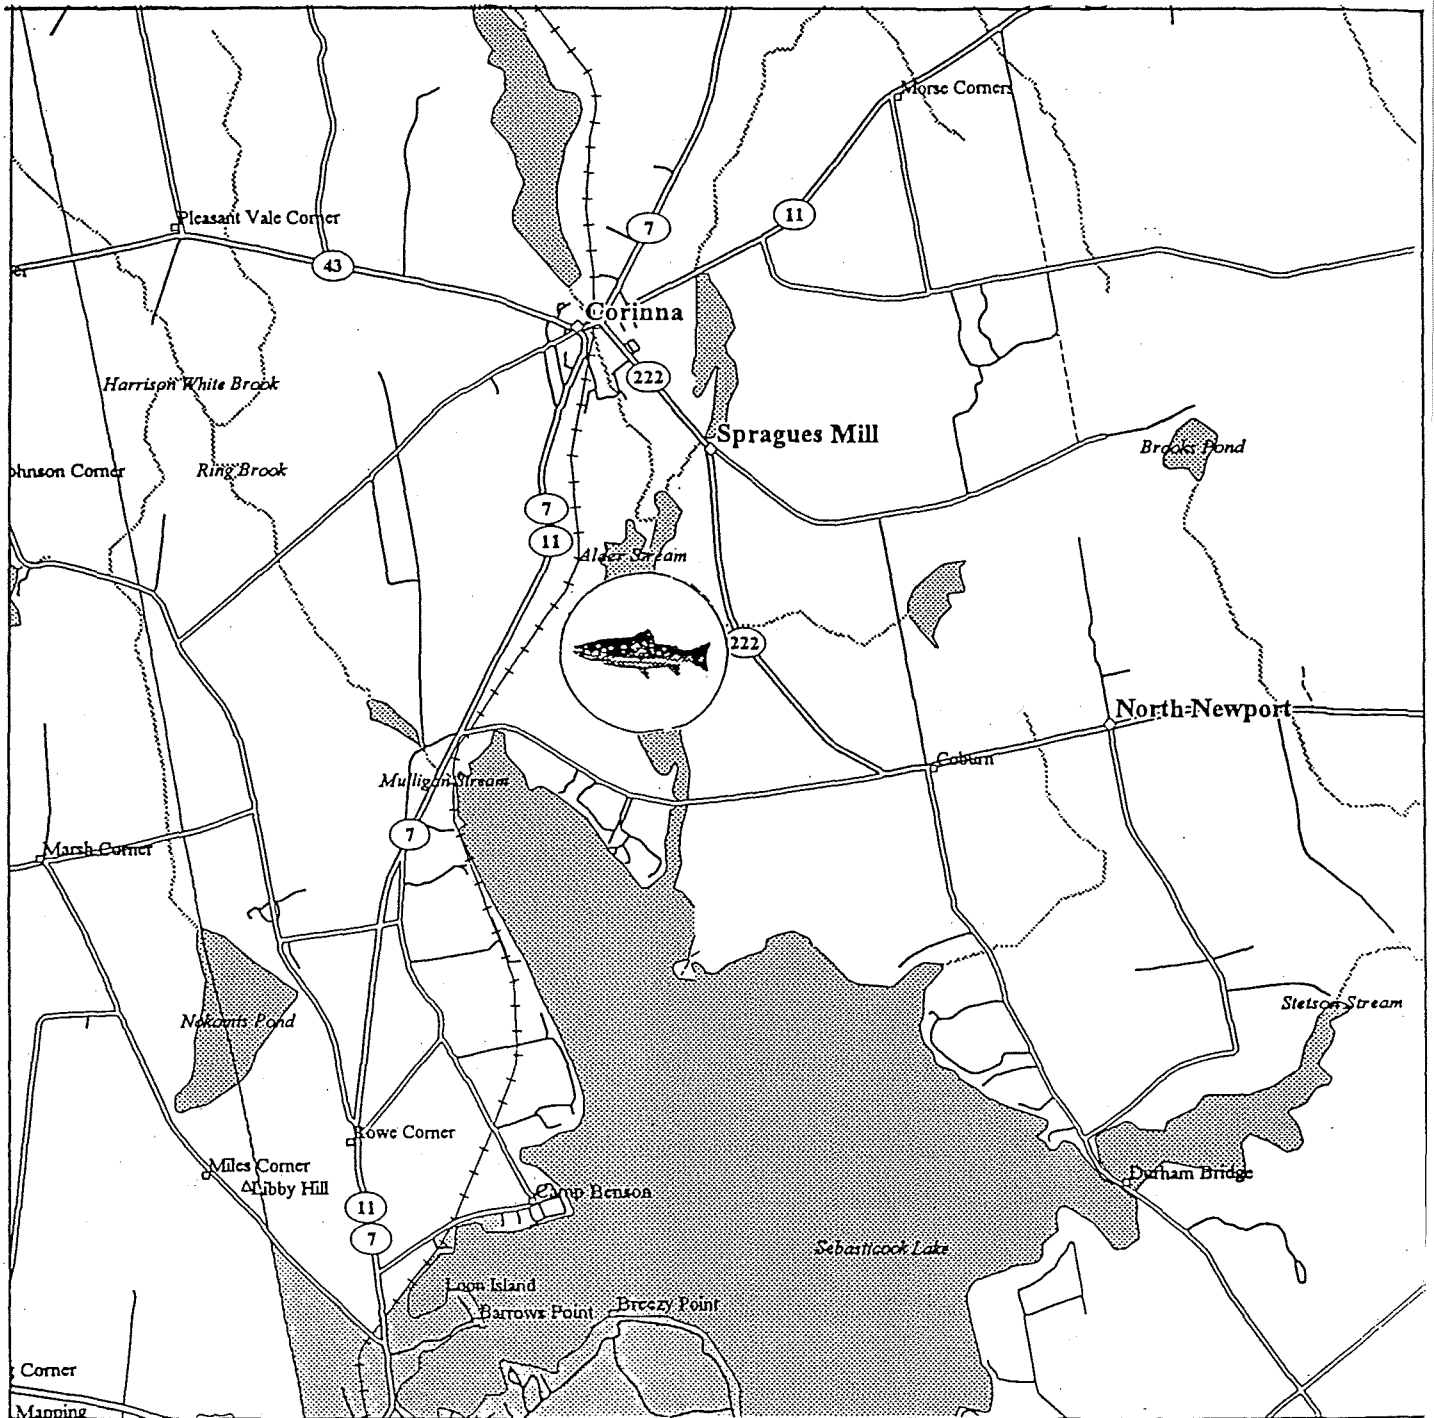 Morse Corners
Pleasant Vale Corner
11
7
43
Corinna
222
Harrison White Brook
Spragues Mill
Brooks Pond
Ring Brook
ohnson Corner
7
11
Alder Stream
222
North Newport
Coburn
Mulligan Stream
7
Marsh Corner
Stetson Stream
Nokomis Pond
Rowe Corner
Miles Corner
Libby Hill
Durham Bridge
Camp Benson
11
7
Sebasticook Lake
Loon Island
Barrows Point
Breezy Point
Corner
Mapping